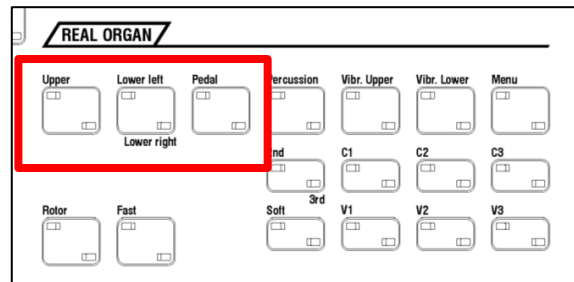 REAL ORGAN
Upper Lower left Pedal Percussion Vibr. Upper Vibr. Lower Menu
Lower right
2nd C1 C2 C3
3rd
Rotor Fast Soft V1 V2 V3